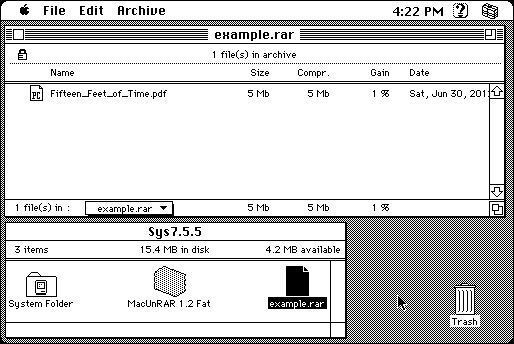 File Edit Archive 4:22 PM
example.rar
1 file(s) in archive
Name Size Compr. Gain Date
PC Fifteen_Feet_of_Time.pdf 5 Mb 5 Mb 1 % Sat, Jun 30, 201
1 file(s) in : example.rar 5 Mb 5 Mb 1 %
Sys7.5.5
3 items 15.4 MB in disk 4.2 MB available
System Folder MacUnRAR 1.2 Fat example.rar
Trash